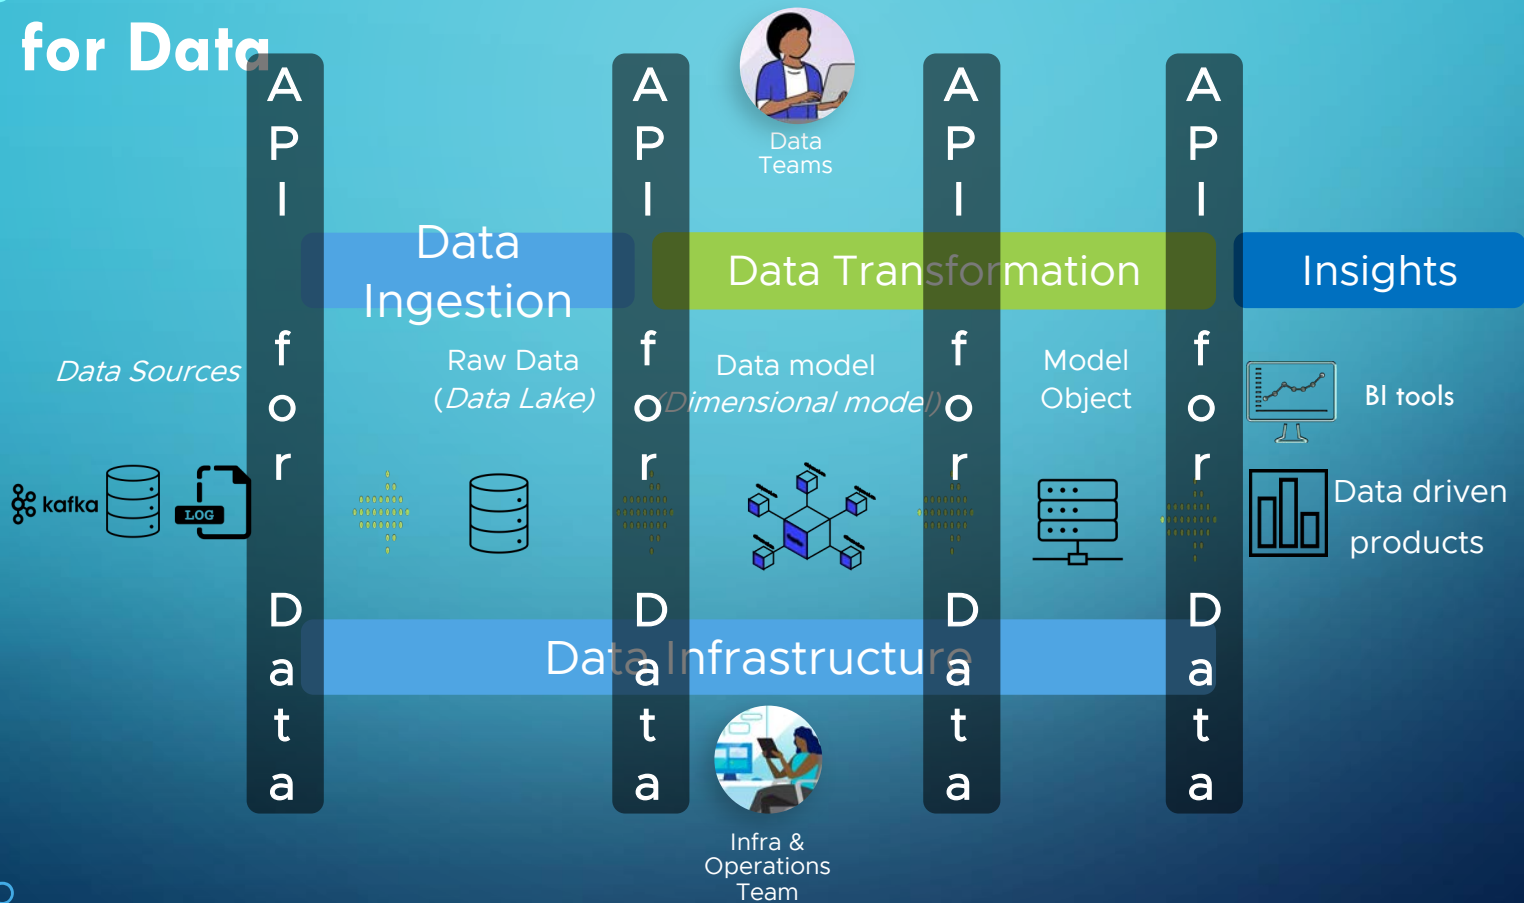 for Data
Data
Teams
API for Data
API for Data
API for Data
API for Data
Data
Ingestion
Data Transformation
Insights
Data Sources
Raw Data
(Data Lake)
Data model
(Dimensional model)
Model
Object
BI tools
kafka
LOG
Data driven
products
Data Infrastructure
Infra &
Operations
Team